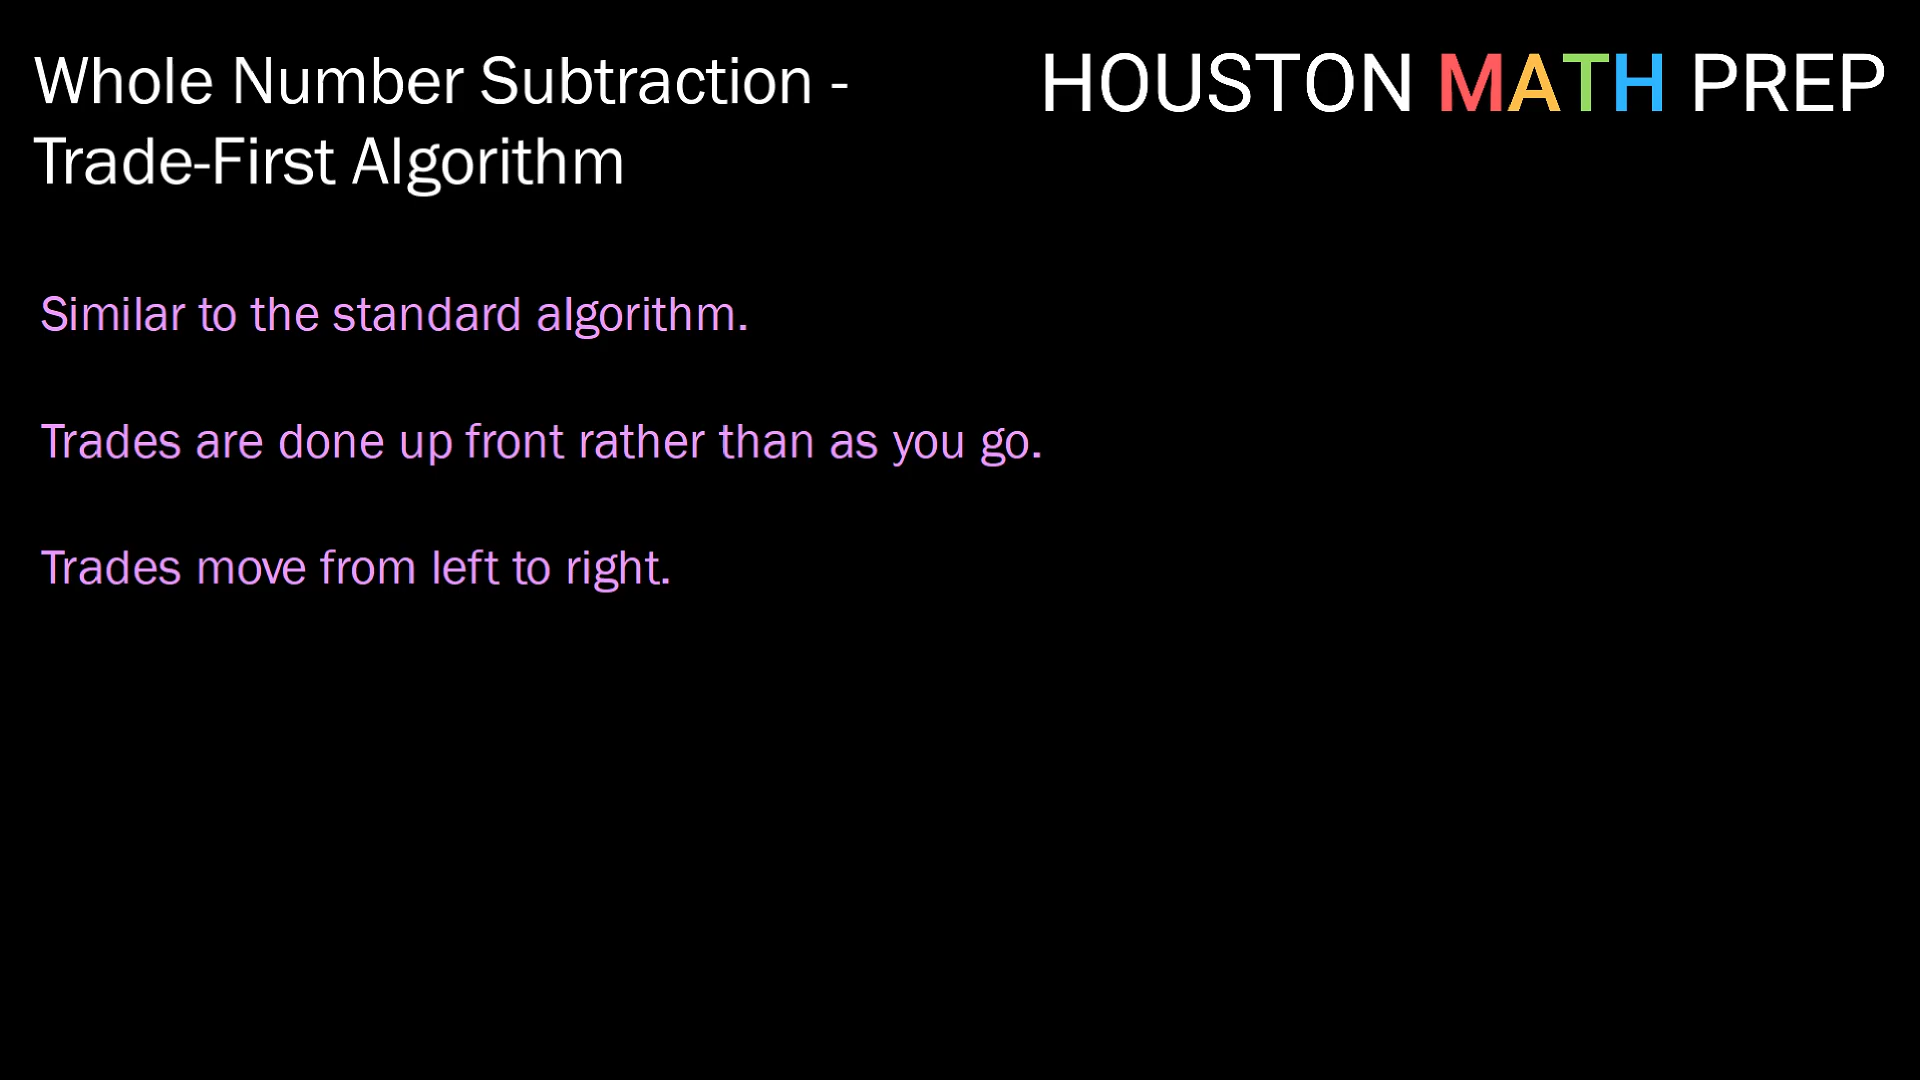 Whole Number Subtraction -
Trade-First Algorithm
HOUSTON MATH PREP
Similar to the standard algorithm.
Trades are done up front rather than as you go.
Trades move from left to right.